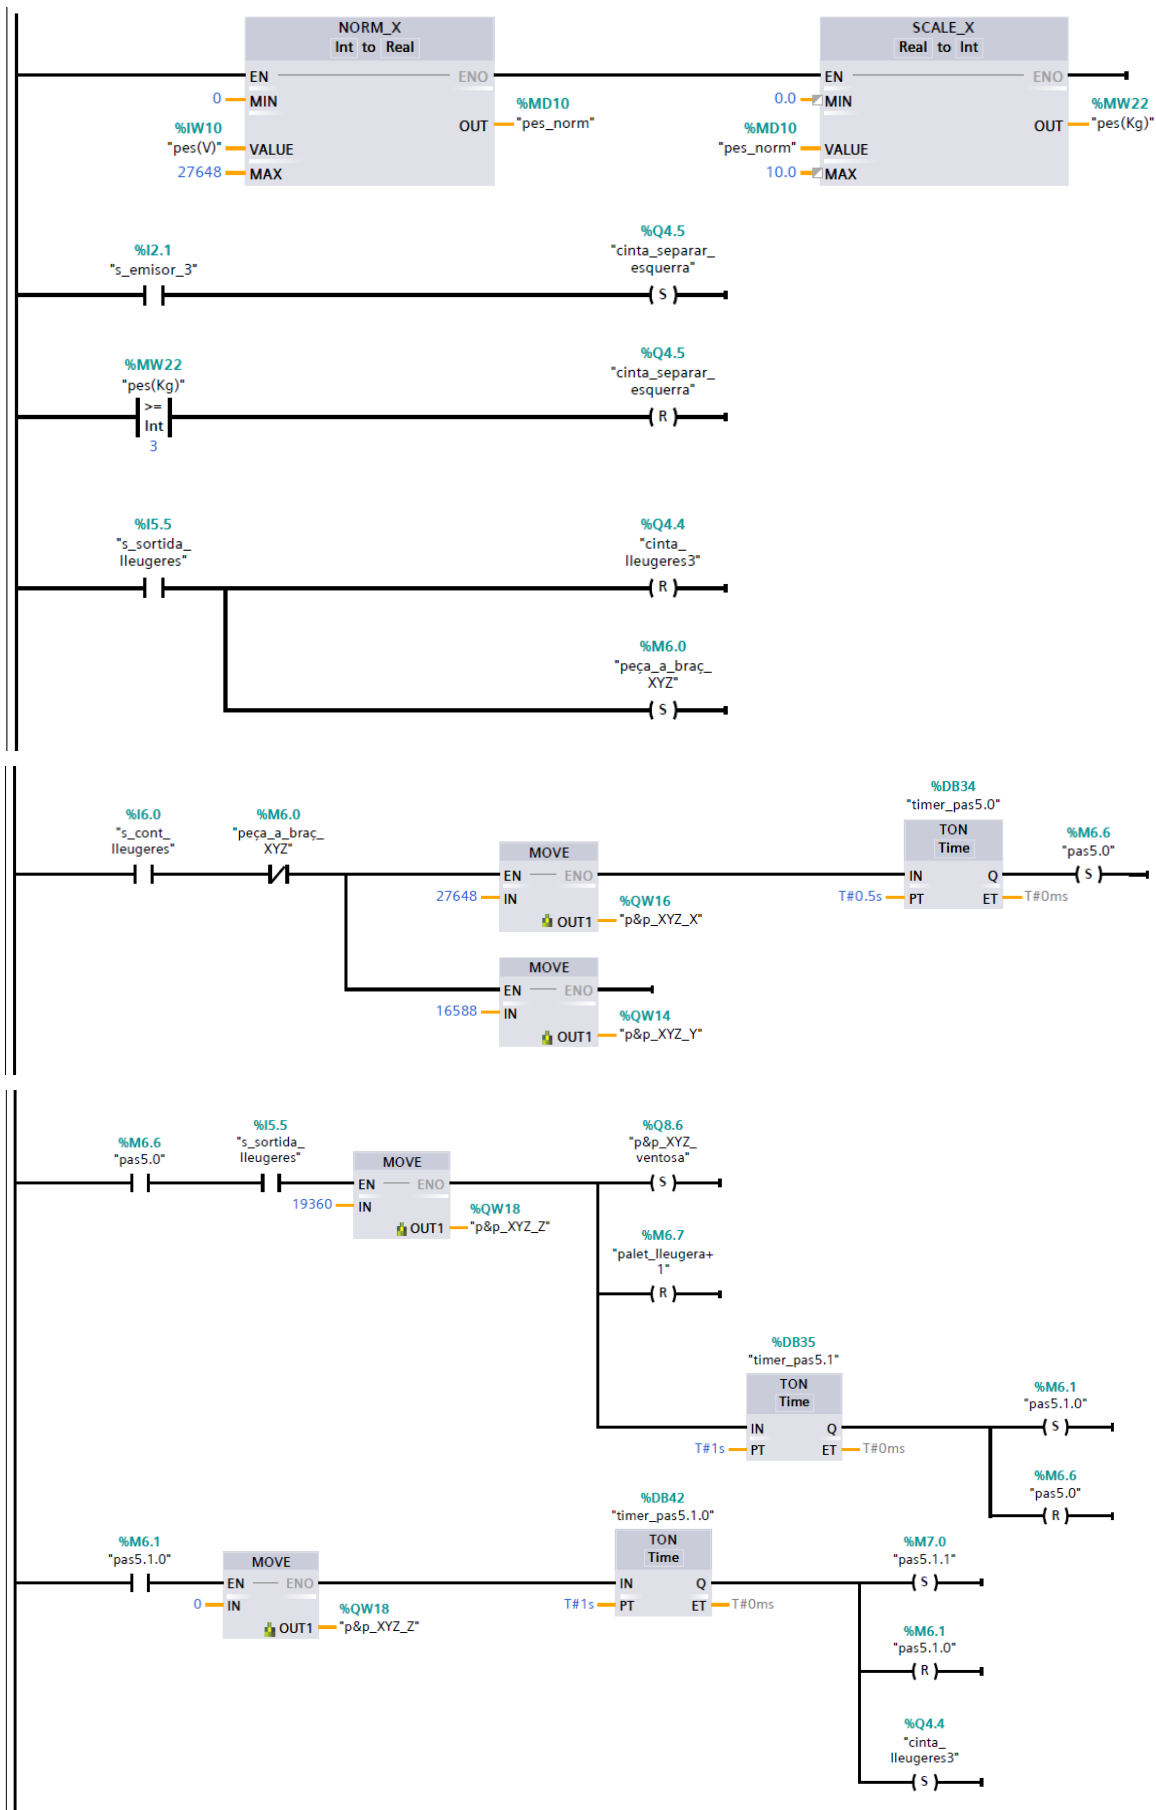 NORM_X
Int to Real
EN
ENO
0
MIN
%MD10
OUT
"pes_norm"
%IW10
"pes(V)"
VALUE
27648
MAX
SCALE_X
Real to Int
EN
ENO
0.0
MIN
%MW22
OUT
"pes(Kg)"
%MD10
"pes_norm"
VALUE
10.0
MAX
%I2.1
"s_emisor_3"
%Q4.5
"cinta_separar_
esquerra"
S
%MW22
"pes(Kg)"
>=
Int
3
%Q4.5
"cinta_separar_
esquerra"
R
%I5.5
"s_sortida_
lleugeres"
%Q4.4
"cinta_
lleugeres3"
R
%M6.0
"peça_a_braç_
XYZ"
S
%I6.0
"s_cont_
lleugeres"
%M6.0
"peça_a_braç_
XYZ"
MOVE
EN
ENO
27648
IN
%QW16
OUT1
"p&p_XYZ_X"
%DB34
"timer_pas5.0"
TON
Time
IN
Q
T#0.5s
PT
ET
T#0ms
%M6.6
"pas5.0"
S
MOVE
EN
ENO
16588
IN
%QW14
OUT1
"p&p_XYZ_Y"
%M6.6
"pas5.0"
%I5.5
"s_sortida_
lleugeres"
MOVE
EN
ENO
19360
IN
%QW18
OUT1
"p&p_XYZ_Z"
%Q8.6
"p&p_XYZ_
ventosa"
S
%M6.7
"palet_lleugera+
1"
R
%DB35
"timer_pas5.1"
TON
Time
IN
Q
T#1s
PT
ET
T#0ms
%M6.1
"pas5.1.0"
S
%M6.6
"pas5.0"
R
%M6.1
"pas5.1.0"
MOVE
EN
ENO
0
IN
%QW18
OUT1
"p&p_XYZ_Z"
%DB42
"timer_pas5.1.0"
TON
Time
IN
Q
T#1s
PT
ET
T#0ms
%M7.0
"pas5.1.1"
S
%M6.1
"pas5.1.0"
R
%Q4.4
"cinta_
lleugeres3"
S